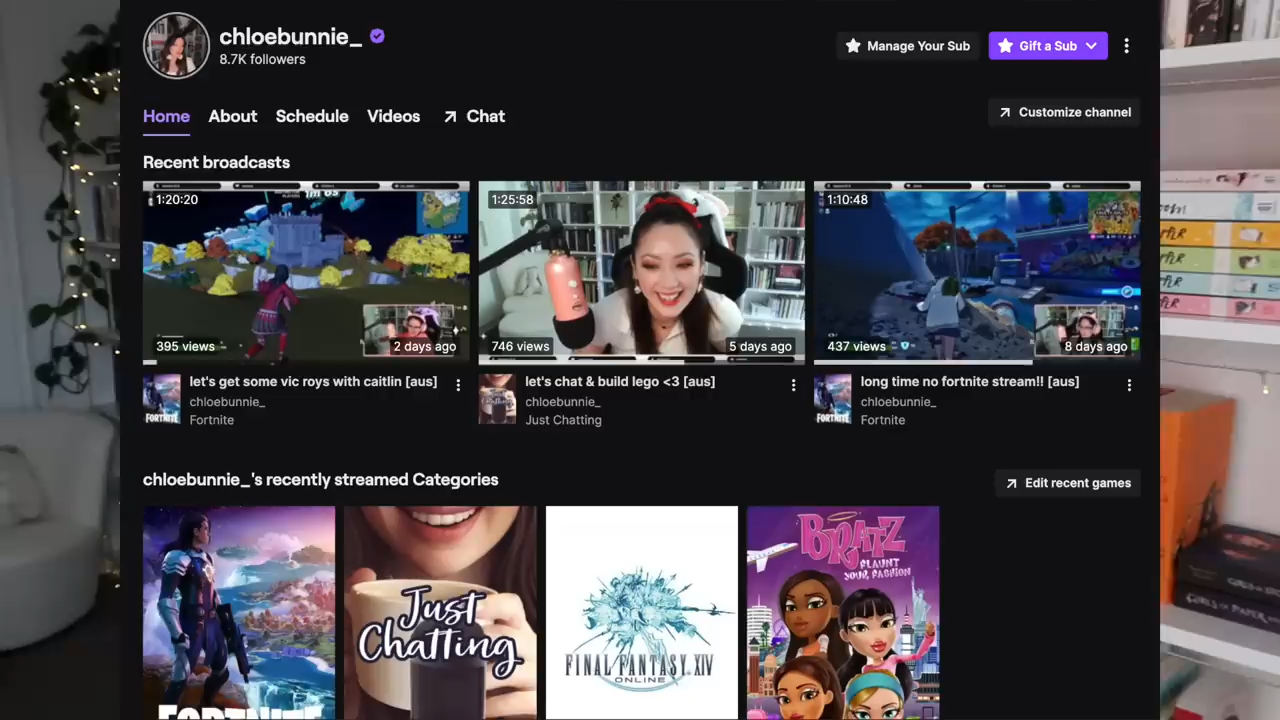 chloebunnie_
8.7K followers
Manage Your Sub
Gift a Sub
Home
About
Schedule
Videos
Chat
Customize channel
Recent broadcasts
1:20:20
395 views
2 days ago
1:25:58
746 views
5 days ago
1:10:48
437 views
8 days ago
let's get some vic roys with caitlin [aus]
chloebunnie_
Fortnite
let's chat & build lego <3 [aus]
chloebunnie_
Just Chatting
long time no fortnite stream!! [aus]
chloebunnie_
Fortnite
chloebunnie_'s recently streamed Categories
Edit recent games
FORTNITE
Just
Chatting
FINAL FANTASY XIV
ONLINE
BRATZ
FLAUNT
YOUR FASHION